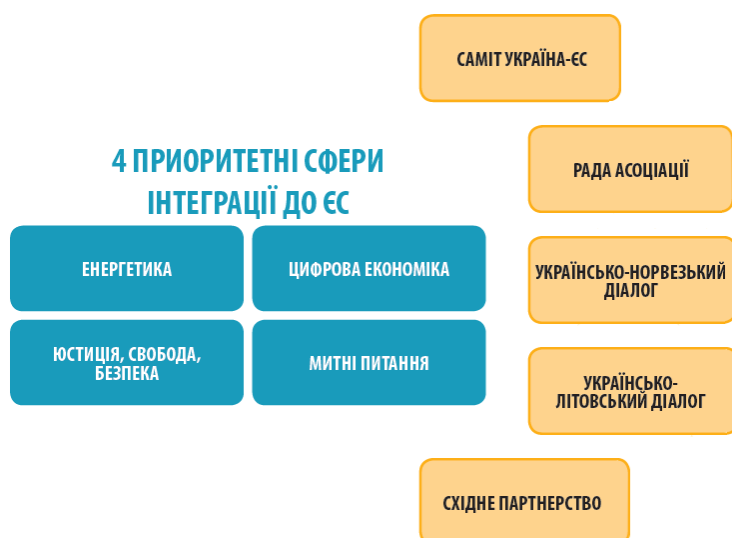 САМІТ УКРАЇНА-ЄС
4 ПРИОРИТЕТНІ СФЕРИ
ІНТЕГРАЦІЇ ДО ЄС
РАДА АСОЦІАЦІЇ
ЕНЕРГЕТИКА
ЦИФРОВА ЕКОНОМІКА
УКРАЇНСЬКО-НОРВЕЗЬКИЙ
ДІАЛОГ
ЮСТИЦІЯ, СВОБОДА,
БЕЗПЕКА
МИТНІ ПИТАННЯ
УКРАЇНСЬКО-
ЛІТОВСЬКИЙ ДІАЛОГ
СХІДНЕ ПАРТНЕРСТВО